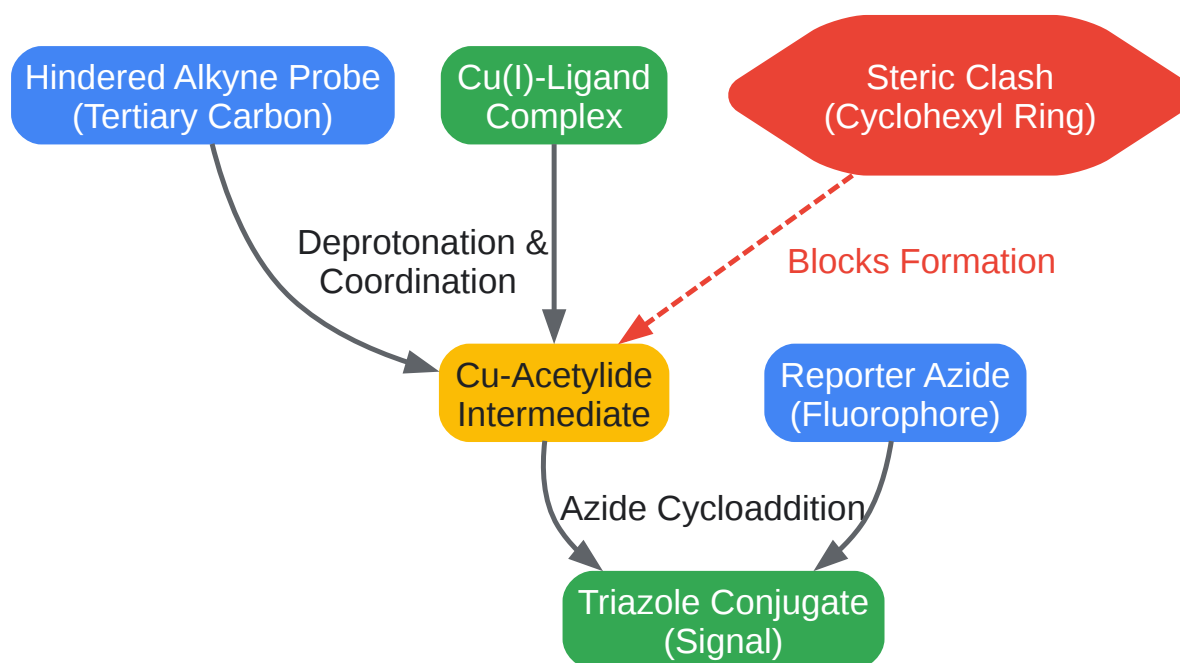 Hindered Alkyne Probe
(Tertiary Carbon)
Cu(I)-Ligand
Complex
Steric Clash
(Cyclohexyl Ring)
Deprotonation &
Coordination
Blocks Formation
Cu-Acetylide
Intermediate
Reporter Azide
(Fluorophore)
Azide Cycloaddition
Triazole Conjugate
(Signal)